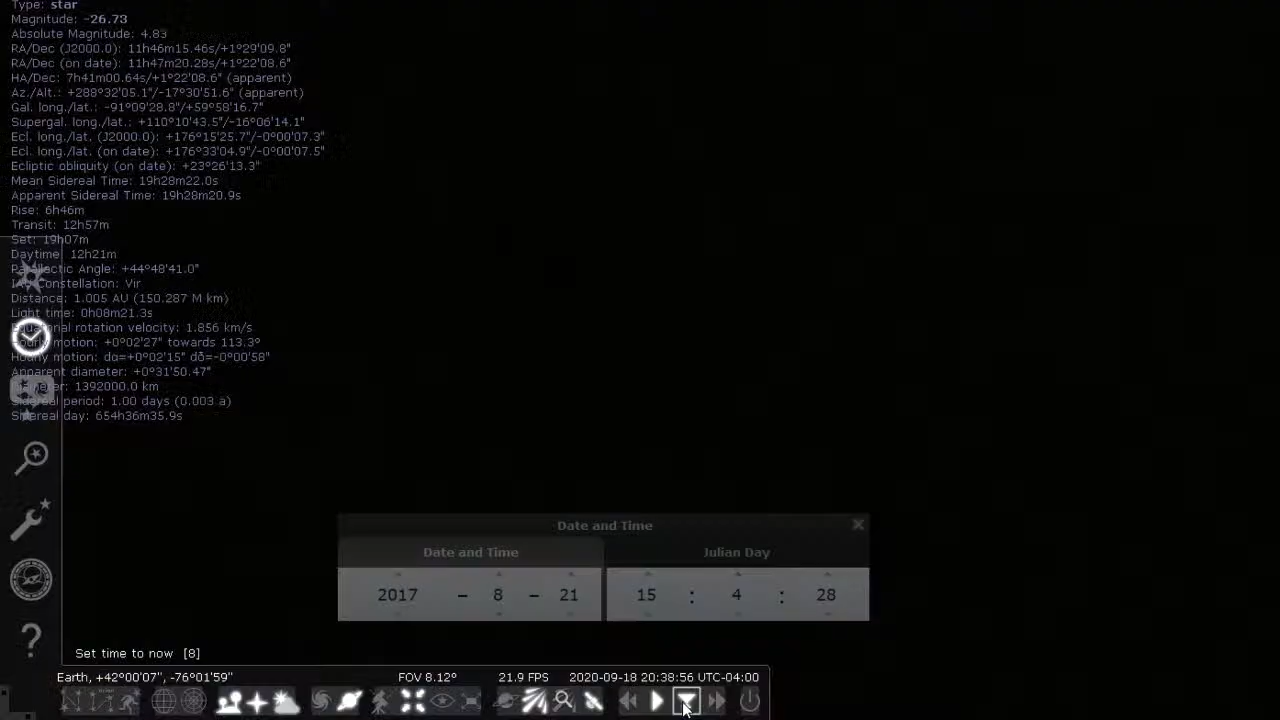 Type: star
Magnitude: -26.73
Absolute Magnitude: 4.83
RA/Dec (J2000.0): 11h46m15.46s/+1°29'09.8"
RA/Dec (on date): 11h47m20.28s/+1°22'08.6"
HA/Dec: 7h41m00.64s/+1°22'08.6" (apparent)
Az./Alt.: +288°32'05.1"/-17°30'51.6" (apparent)
Gal. long./lat.: -91°09'28.8"/+59°58'16.7"
Supergal. long./lat.: +110°10'43.5"/-16°06'14.1"
Ecl. long./lat. (J2000.0): +176°15'25.7"/-0°00'07.3"
Ecl. long./lat. (on date): +176°33'04.9"/-0°00'07.5"
Ecliptic obliquity (on date): +23°26'13.3"
Mean Sidereal Time: 19h28m22.0s
Apparent Sidereal Time: 19h28m20.9s
Rise: 6h46m
Transit: 12h57m
Set: 19h07m
Daytime: 12h21m
Parallactic Angle: +44°48'41.0"
IAU Constellation: Vir
Distance: 1.005 AU (150.287 M km)
Light time: 0h08m21.3s
Equatorial rotation velocity: 1.856 km/s
Hourly motion: +0°02'27" towards 113.3°
Hourly motion: dα=+0°02'15" dδ=-0°00'58"
Apparent diameter: +0°31'50.47"
Diameter: 1392000.0 km
Sidereal period: 1.00 days (0.003 a)
Sidereal day: 654h36m35.9s
Date and Time
Date and Time Julian Day
2017 - 8 - 21 15 : 4 : 28
Set time to now [8]
Earth, +42°00'07", -76°01'59" FOV 8.12° 21.9 FPS 2020-09-18 20:38:56 UTC-04:00